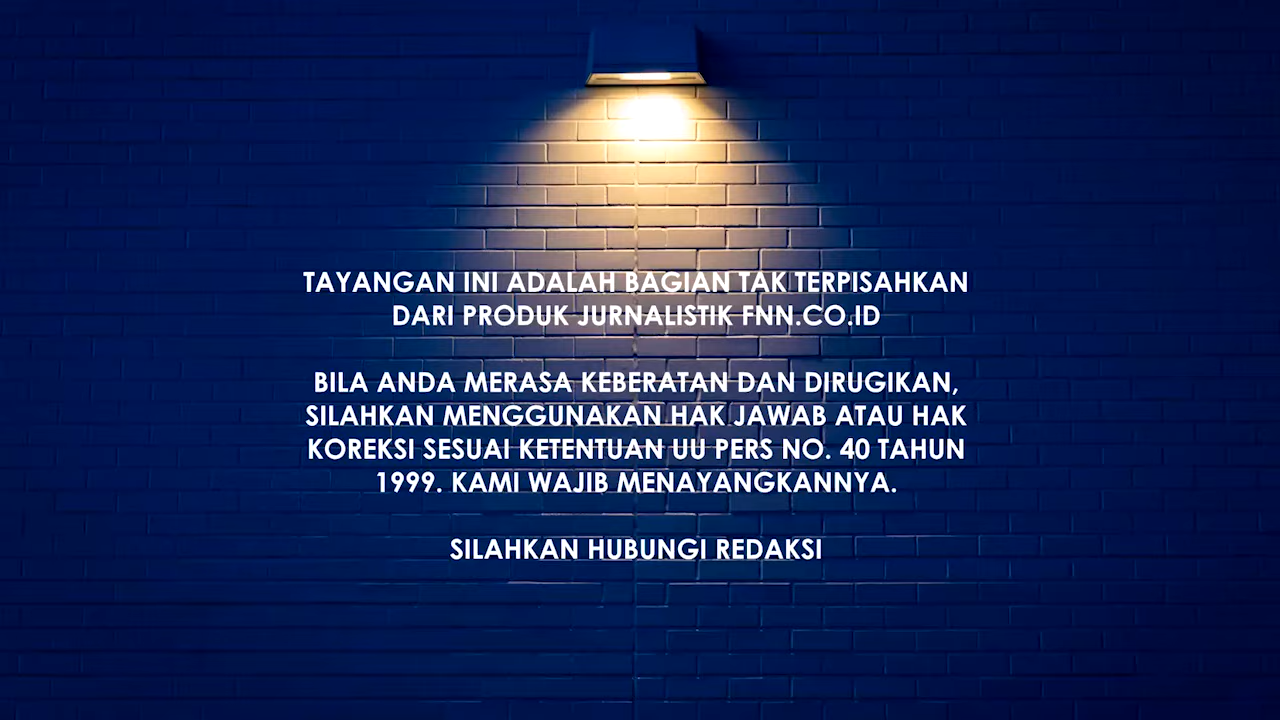 TAYANGAN INI ADALAH BAGIAN TAK TERPISAHKAN
DARI PRODUK JURNALISTIK FNN.CO.ID
BILA ANDA MERASA KEBERATAN DAN DIRUGIKAN,
SILAHKAN MENGGUNAKAN HAK JAWAB ATAU HAK
KOREKSI SESUAI KETENTUAN UU PERS NO. 40 TAHUN
1999. KAMI WAJIB MENAYANGKANNYA.
SILAHKAN HUBUNGI REDAKSI